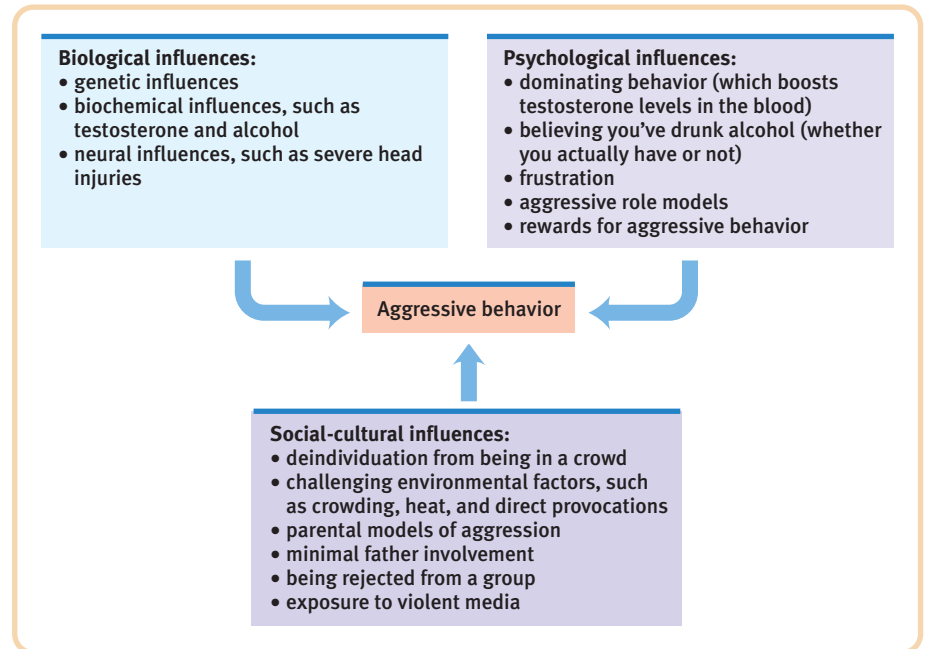 Biological influences:
• genetic influences
• biochemical influences, such as
testosterone and alcohol
• neural influences, such as severe head
injuries
Psychological influences:
• dominating behavior (which boosts
testosterone levels in the blood)
• believing you’ve drunk alcohol (whether
you actually have or not)
• frustration
• aggressive role models
• rewards for aggressive behavior
Aggressive behavior
Social-cultural influences:
• deindividuation from being in a crowd
• challenging environmental factors, such
as crowding, heat, and direct provocations
• parental models of aggression
• minimal father involvement
• being rejected from a group
• exposure to violent media